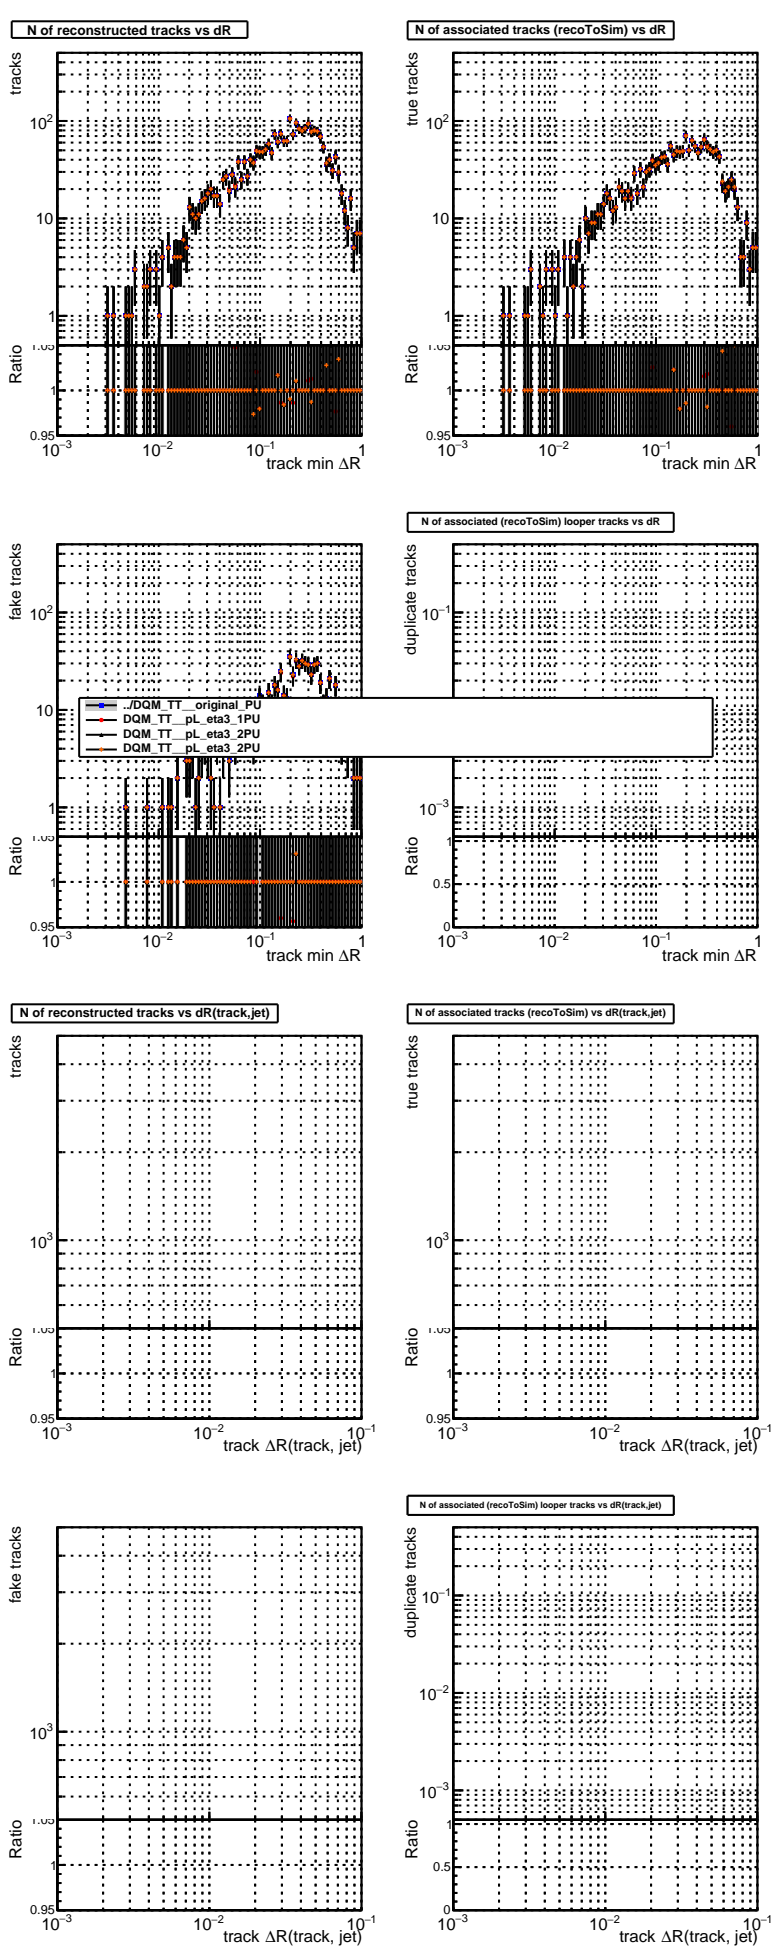 N of reconstructed tracks vs dR
N of associated tracks (recoToSim) vs dR
tracks
10²
10
1
Ratio
1
0.95
10⁻³
10⁻²
10⁻¹
1
track min ΔR
true tracks
10²
10
1
Ratio
1
0.95
10⁻³
10⁻²
10⁻¹
1
track min ΔR
N of associated (recoToSim) looper tracks vs dR
fake tracks
10²
10
1
Ratio
1.05
1
0.95
10⁻³
10⁻²
10⁻¹
1
track min ΔR
duplicate tracks
10⁻¹
10⁻³
Ratio
1
0.5
0
10⁻³
10⁻²
10⁻¹
1
track min ΔR
../DQM_TT__original_PU
DQM_TT__pL_eta3_1PU
DQM_TT__pL_eta3_2PU
DQM_TT__pL_eta3_2PU
N of reconstructed tracks vs dR(track,jet)
N of associated tracks (recoToSim) vs dR(track,jet)
tracks
10³
Ratio
1.05
1
0.95
10⁻³
10⁻²
10⁻¹
track ΔR(track, jet)
true tracks
10³
Ratio
1.05
1
0.95
10⁻³
10⁻²
10⁻¹
track ΔR(track, jet)
N of associated (recoToSim) looper tracks vs dR(track,jet)
fake tracks
10³
Ratio
1.05
1
0.95
10⁻³
10⁻²
10⁻¹
track ΔR(track, jet)
duplicate tracks
10⁻¹
10⁻²
10⁻³
Ratio
1
0.5
0
10⁻³
10⁻²
10⁻¹
track ΔR(track, jet)